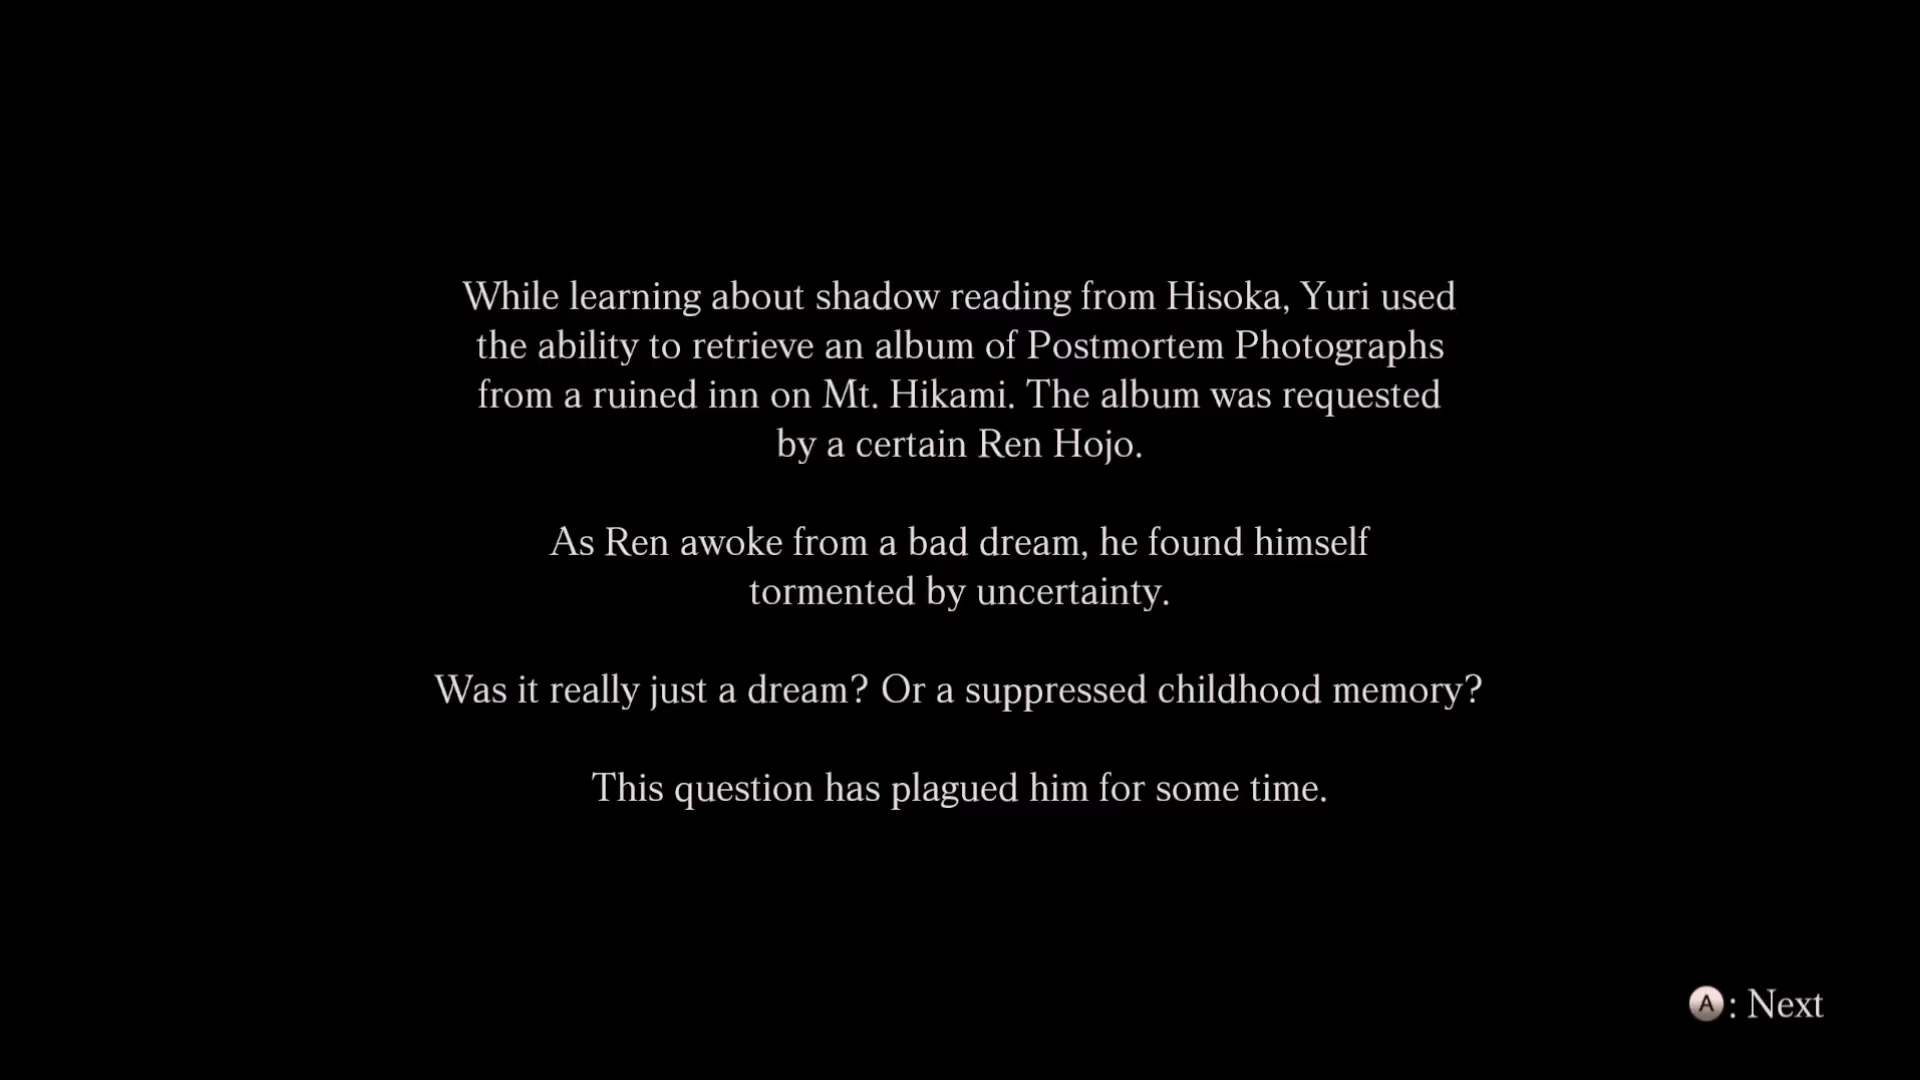 While learning about shadow reading from Hisoka, Yuri used
the ability to retrieve an album of Postmortem Photographs
from a ruined inn on Mt. Hikami. The album was requested
by a certain Ren Hojo.
As Ren awoke from a bad dream, he found himself
tormented by uncertainty.
Was it really just a dream? Or a suppressed childhood memory?
This question has plagued him for some time.
A: Next